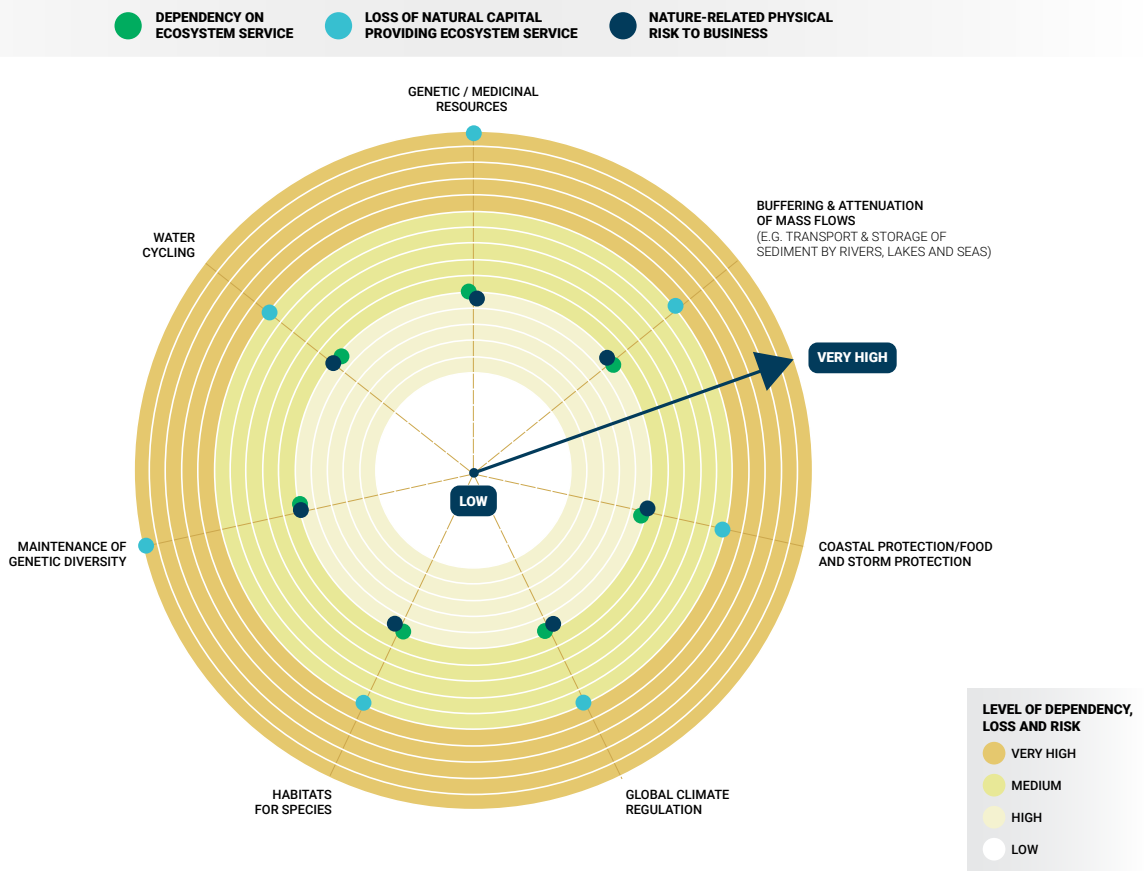 DEPENDENCY ON
ECOSYSTEM SERVICE
LOSS OF NATURAL CAPITAL
PROVIDING ECOSYSTEM SERVICE
NATURE-RELATED PHYSICAL
RISK TO BUSINESS
GENETIC / MEDICINAL
RESOURCES
BUFFERING & ATTENUATION
OF MASS FLOWS
(E.G. TRANSPORT & STORAGE OF
SEDIMENT BY RIVERS, LAKES AND SEAS)
WATER
CYCLING
VERY HIGH
LOW
MAINTENANCE OF
GENETIC DIVERSITY
COASTAL PROTECTION/FOOD
AND STORM PROTECTION
HABITATS
FOR SPECIES
GLOBAL CLIMATE
REGULATION
LEVEL OF DEPENDENCY,
LOSS AND RISK
VERY HIGH
MEDIUM
HIGH
LOW